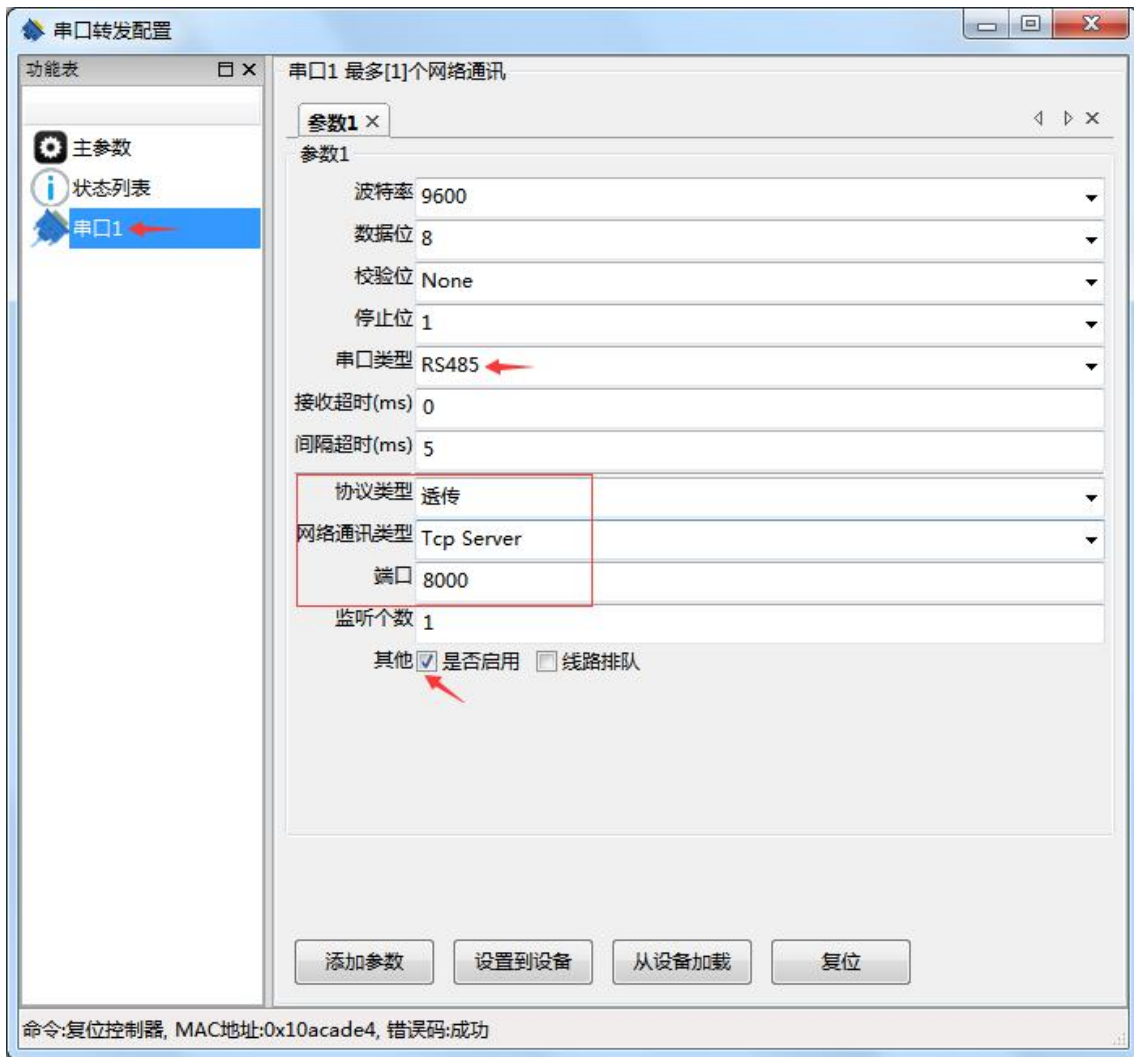 串口转发配置
功能表
串口1 最多[1]个网络通讯
主参数
状态列表
串口1
参数1
参数1
波特率 9600
数据位 8
校验位 None
停止位 1
串口类型 RS485
接收超时(ms) 0
间隔超时(ms) 5
协议类型 透传
网络通讯类型 Tcp Server
端口 8000
监听个数 1
其他 是否启用 线路排队
添加参数 设置到设备 从设备加载 复位
命令:复位控制器, MAC地址:0x10acade4, 错误码:成功